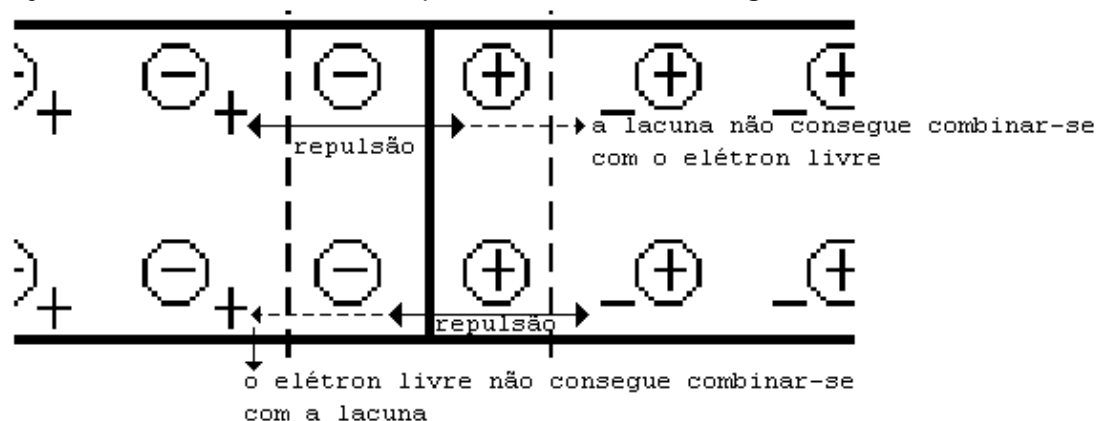 a lacuna não consegue combinar-se
repulsão
com o elétron livre
repulsão
o elétron livre não consegue combinar-se
com a lacuna